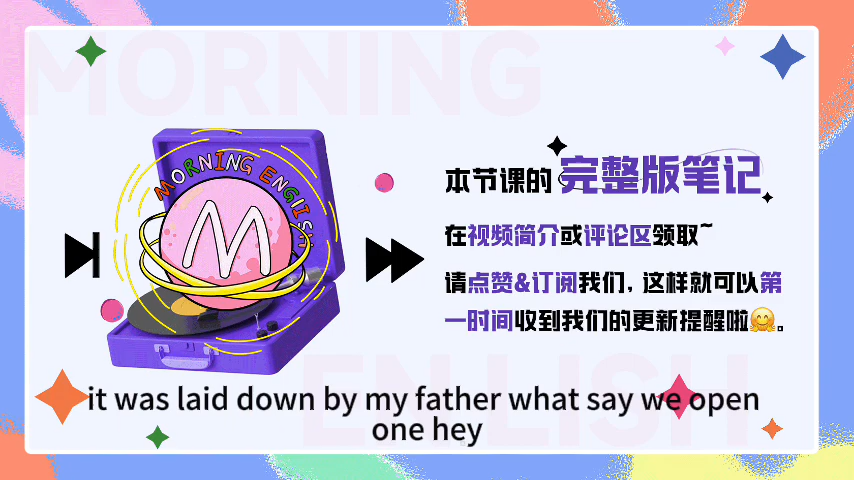 MORNING
MORNING ENGLISH
M
本节课的 完整版笔记
在视频简介或评论区领取~
请点赞&订阅我们，这样就可以第
一时间收到我们的更新提醒啦🤗。
ENGLISH
it was laid down by my father what say we open
one hey